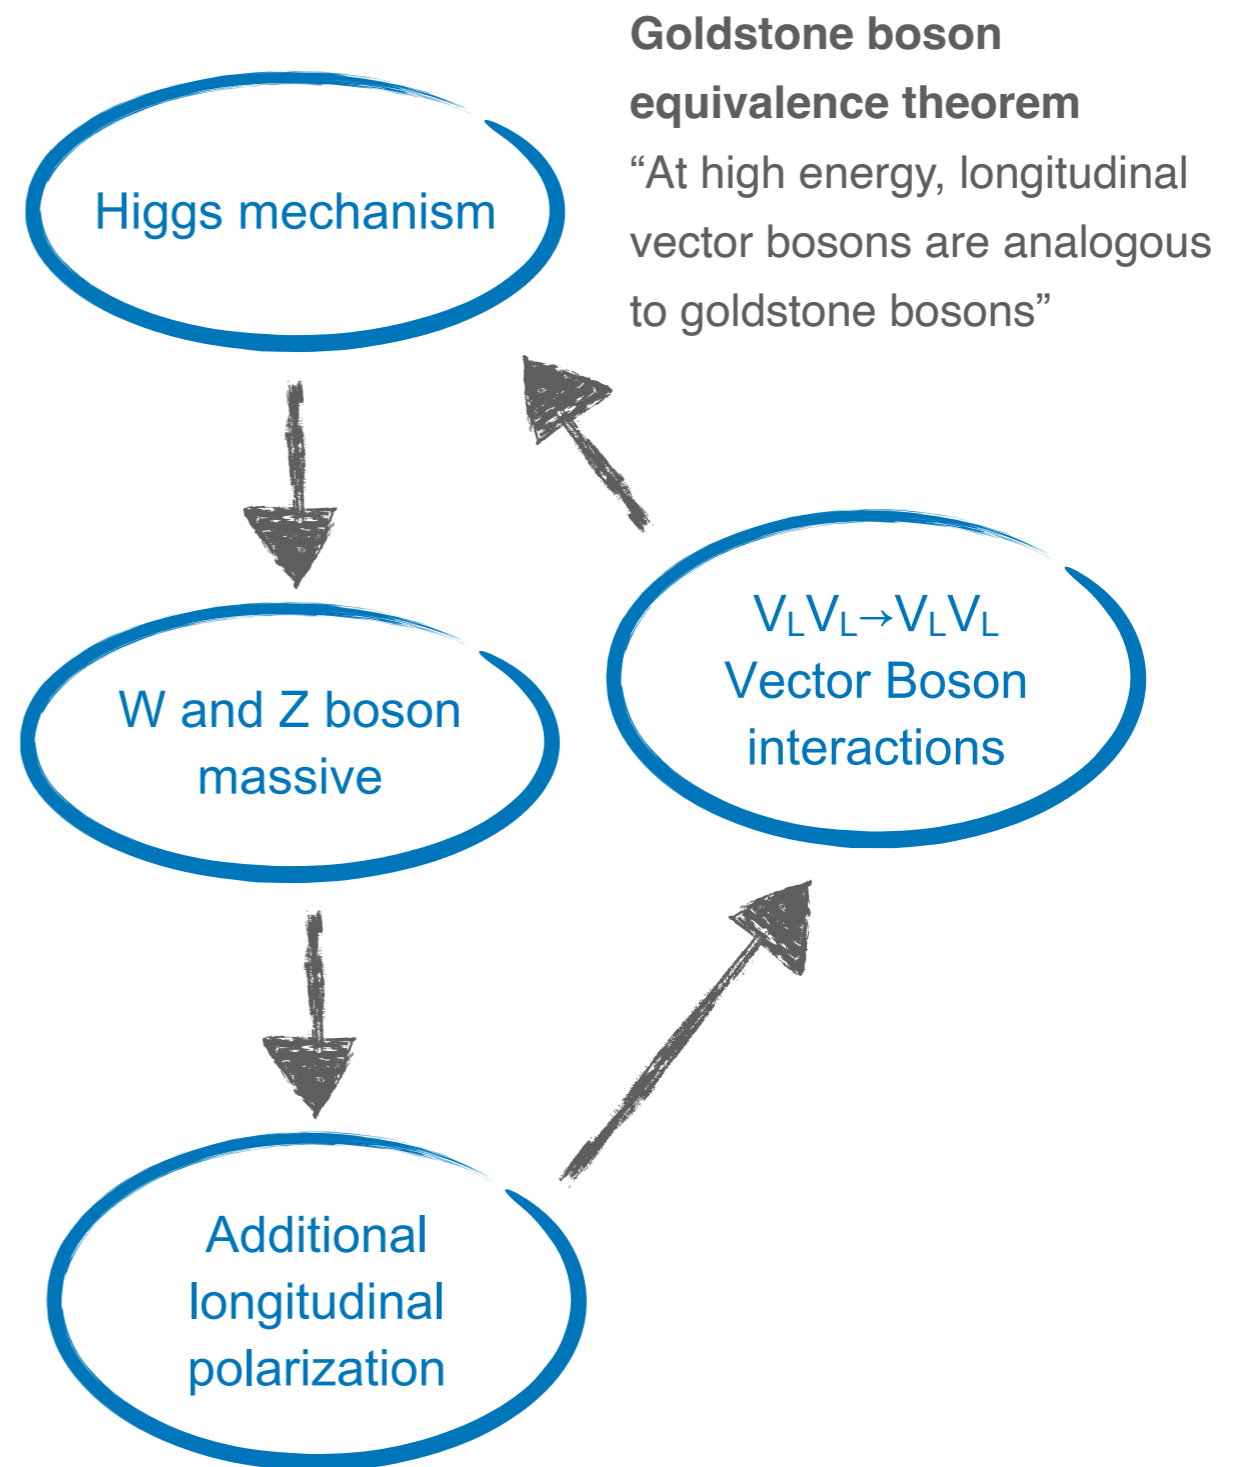 Goldstone boson
equivalence theorem
“At high energy, longitudinal
vector bosons are analogous
to goldstone bosons”
Higgs mechanism
W and Z boson
massive
Additional
longitudinal
polarization
VLVL→VLVL
Vector Boson
interactions